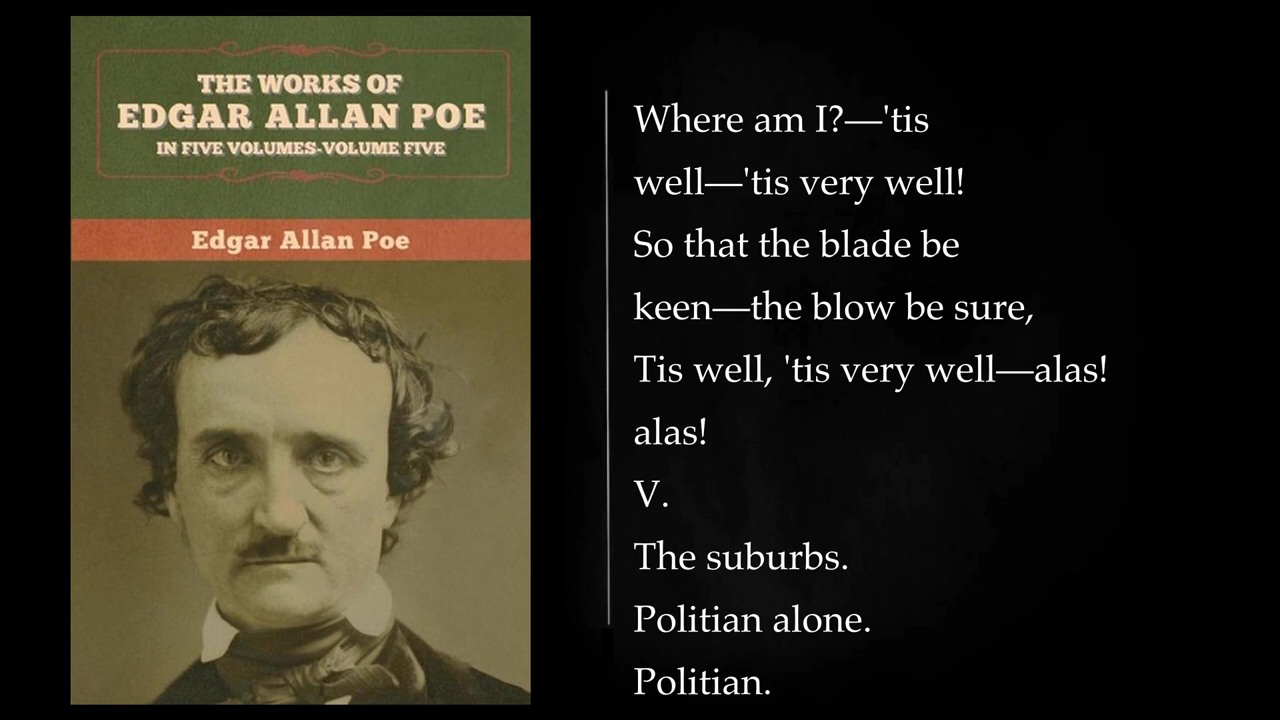 THE WORKS OF
EDGAR ALLAN POE
IN FIVE VOLUMES-VOLUME FIVE
Edgar Allan Poe
Where am I?—'tis
well—'tis very well!
So that the blade be
keen—the blow be sure,
Tis well, 'tis very well—alas!
alas!
V.
The suburbs.
Politian alone.
Politian.